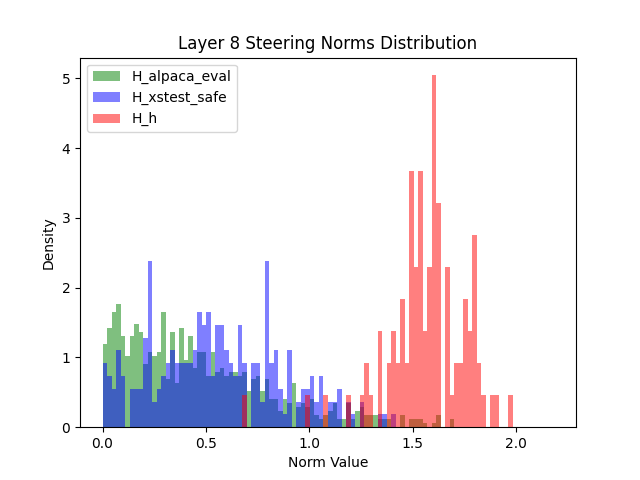 Layer 8 Steering Norms Distribution
H_alpaca_eval
H_xstest_safe
H_h
5
4
3
2
1
0
Density
0.0 0.5 1.0 1.5 2.0
Norm Value